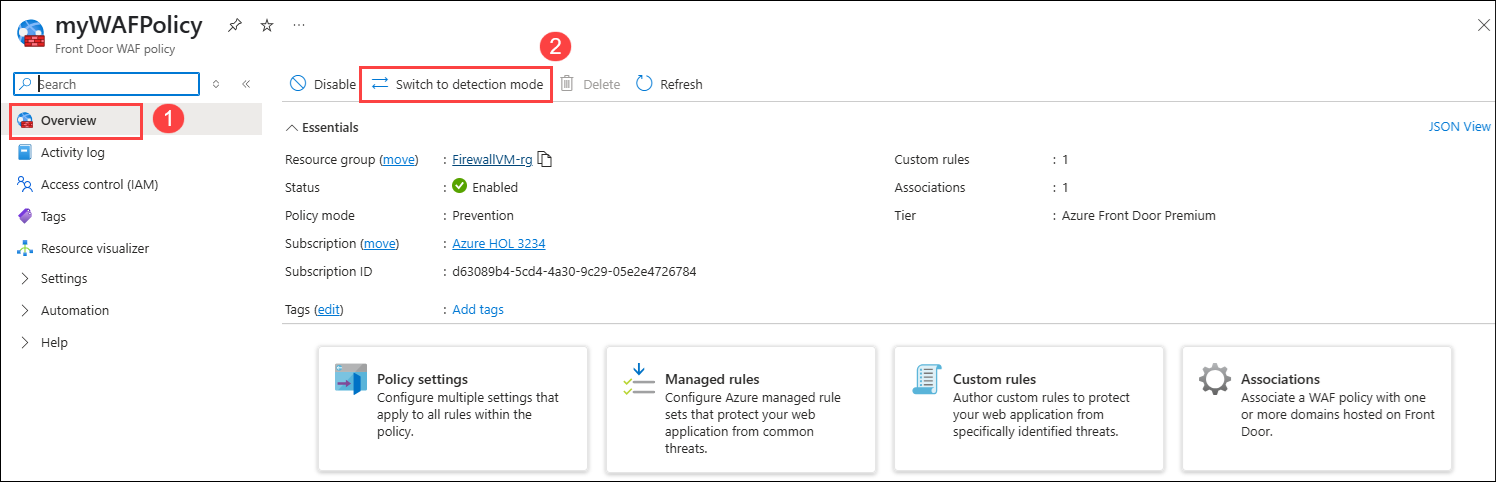 myWAFPolicy
Front Door WAF policy
Search
Overview
1
Activity log
Access control (IAM)
Tags
Resource visualizer
Settings
Automation
Help
2
Disable Switch to detection mode Delete Refresh
Essentials
JSON View
Resource group (move) : FirewallVM-rg
Status : Enabled
Policy mode : Prevention
Subscription (move) : Azure HOL 3234
Subscription ID : d63089b4-5cd4-4a30-9c29-05e2e4726784
Tags (edit) : Add tags
Custom rules : 1
Associations : 1
Tier : Azure Front Door Premium
Policy settings
Configure multiple settings that
apply to all rules within the
policy.
Managed rules
Configure Azure managed rule
sets that protect your web
application from common
threats.
Custom rules
Author custom rules to protect
your web application from
specifically identified threats.
Associations
Associate a WAF policy with one
or more domains hosted on Front
Door.